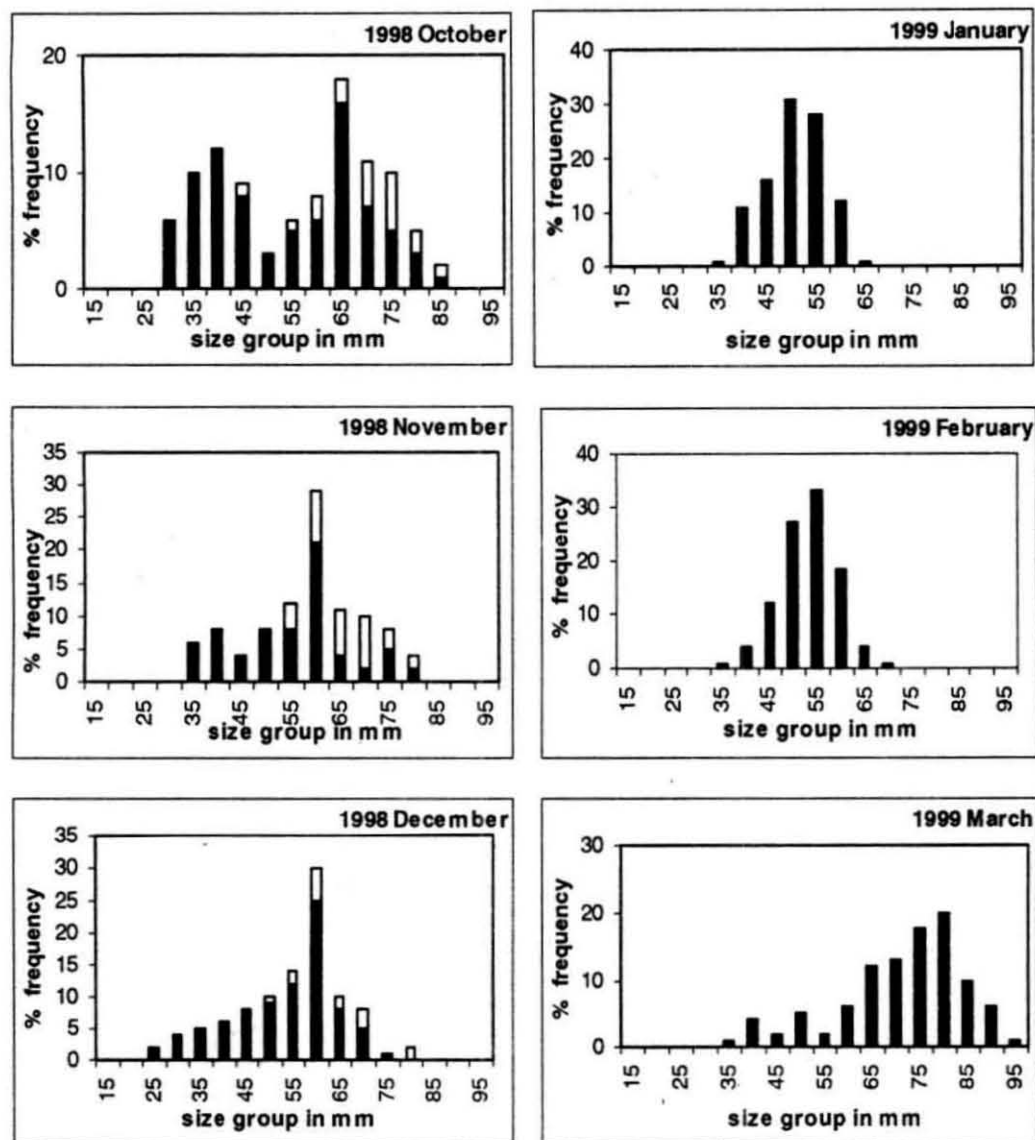 1998 October
20
10
0
% frequency
15 25 35 45 55 65 75 85 95
size group in mm
1999 January
40
30
20
10
0
% frequency
15 25 35 45 55 65 75 85 95
size group in mm
1998 November
35
30
25
20
15
10
5
0
% frequency
15 25 35 45 55 65 75 85 95
size group in mm
1999 February
40
30
20
10
0
% frequency
15 25 35 45 55 65 75 85 95
size group in mm
1998 December
35
30
25
20
15
10
5
0
% frequency
15 25 35 45 55 65 75 85 95
size group in mm
1999 March
30
20
10
0
% frequency
15 25 35 45 55 65 75 85 95
size group in mm